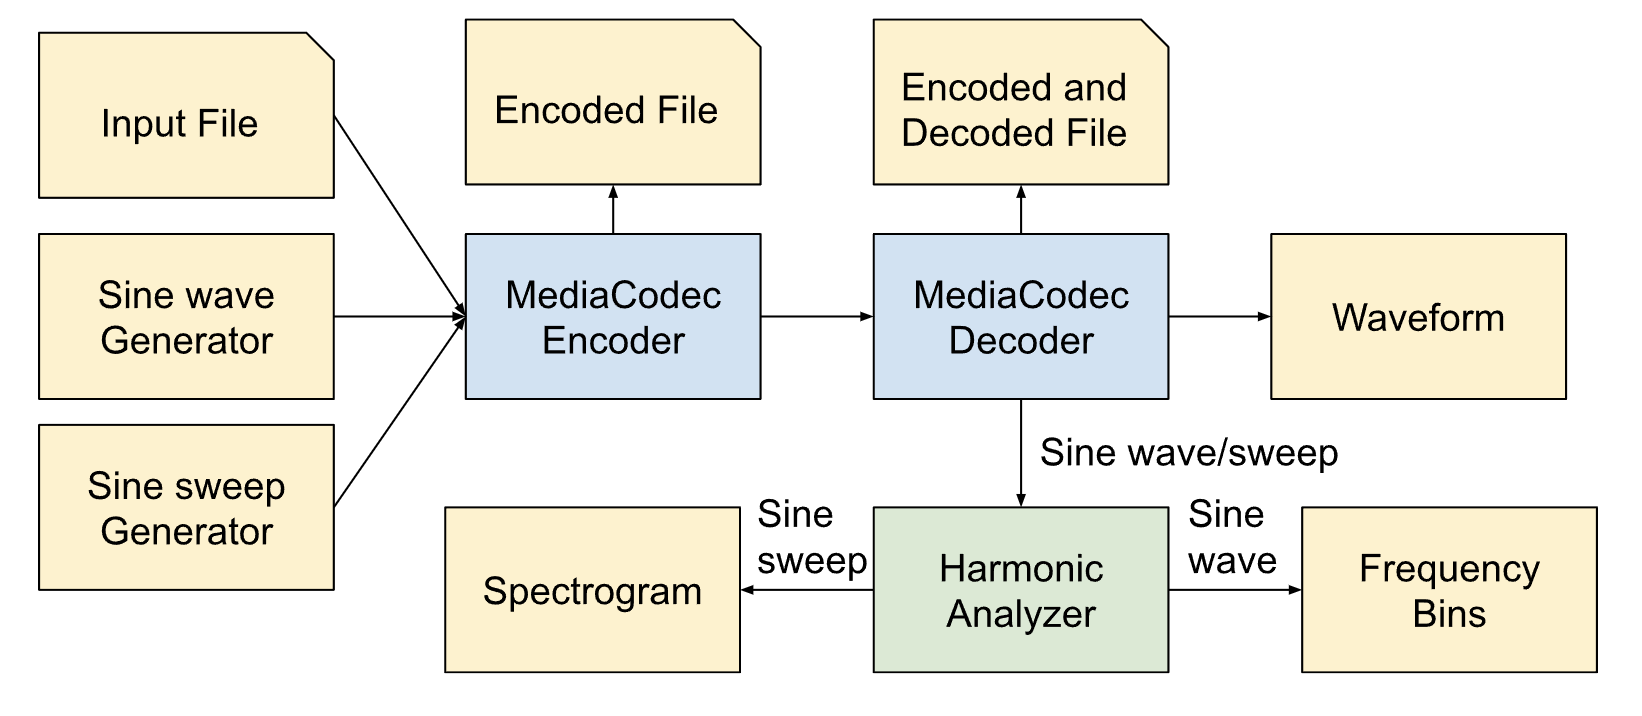 Input File
Encoded File
Encoded and
Decoded File
Sine wave
Generator
MediaCodec
Encoder
MediaCodec
Decoder
Waveform
Sine wave/sweep
Sine sweep
Generator
Spectrogram
Sine
sweep
Harmonic
Analyzer
Sine
wave
Frequency
Bins